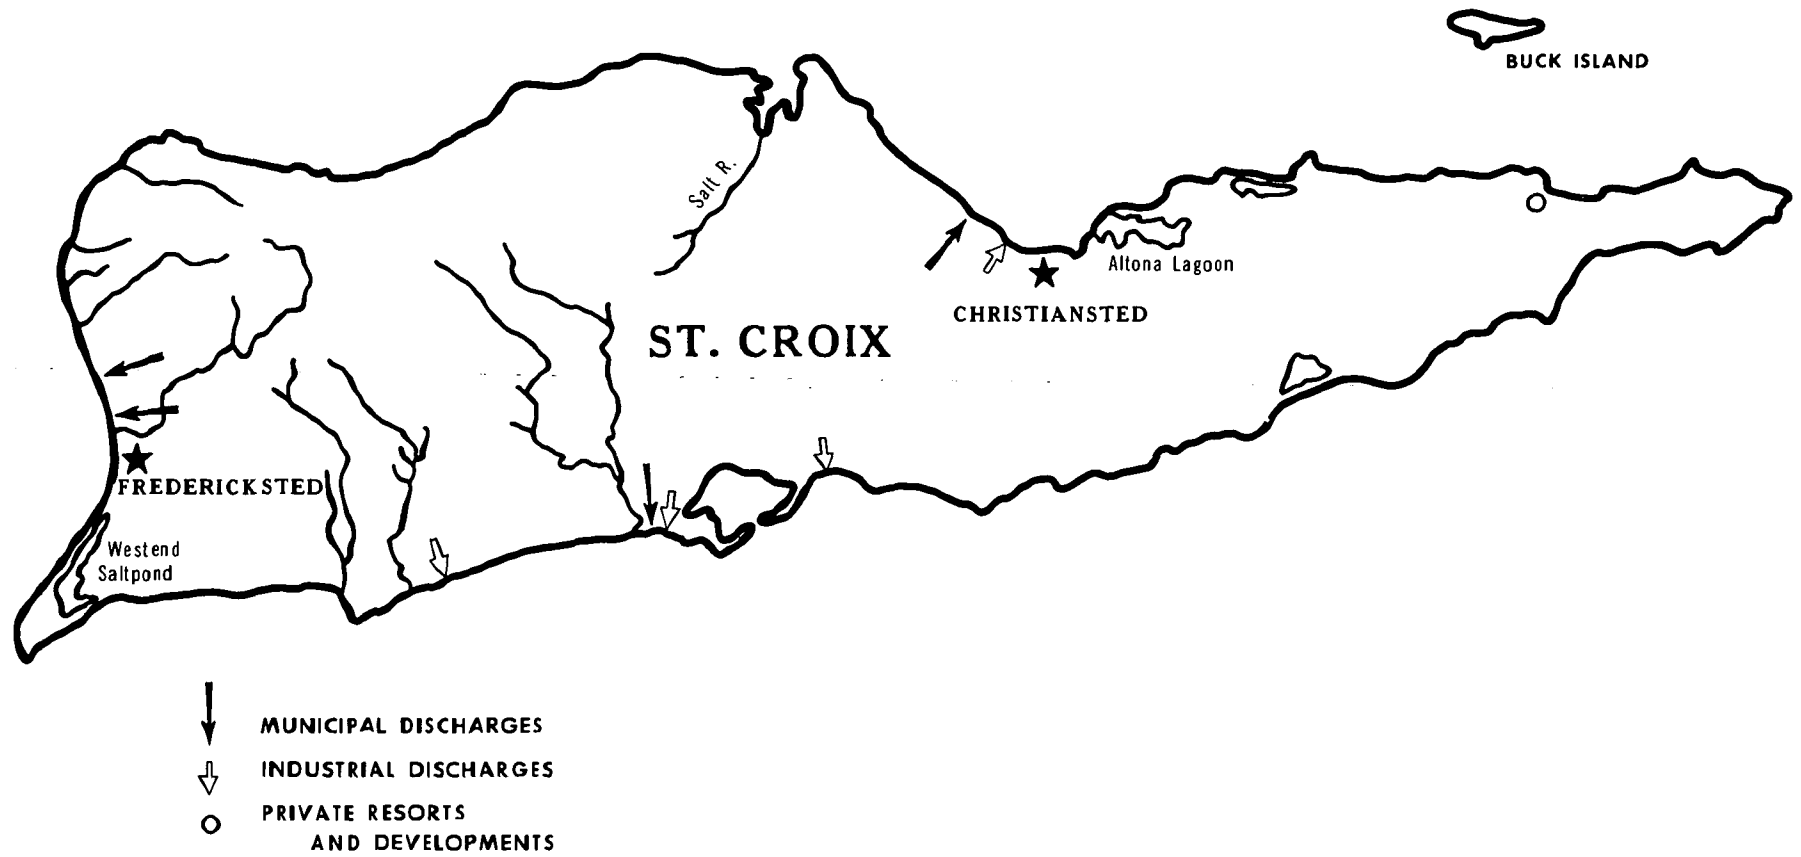 BUCK ISLAND
Salt R.
Altona Lagoon
CHRISTIANSTED
ST. CROIX
FREDERICKSTED
Westend
Saltpond
MUNICIPAL DISCHARGES
INDUSTRIAL DISCHARGES
PRIVATE RESORTS
AND DEVELOPMENTS